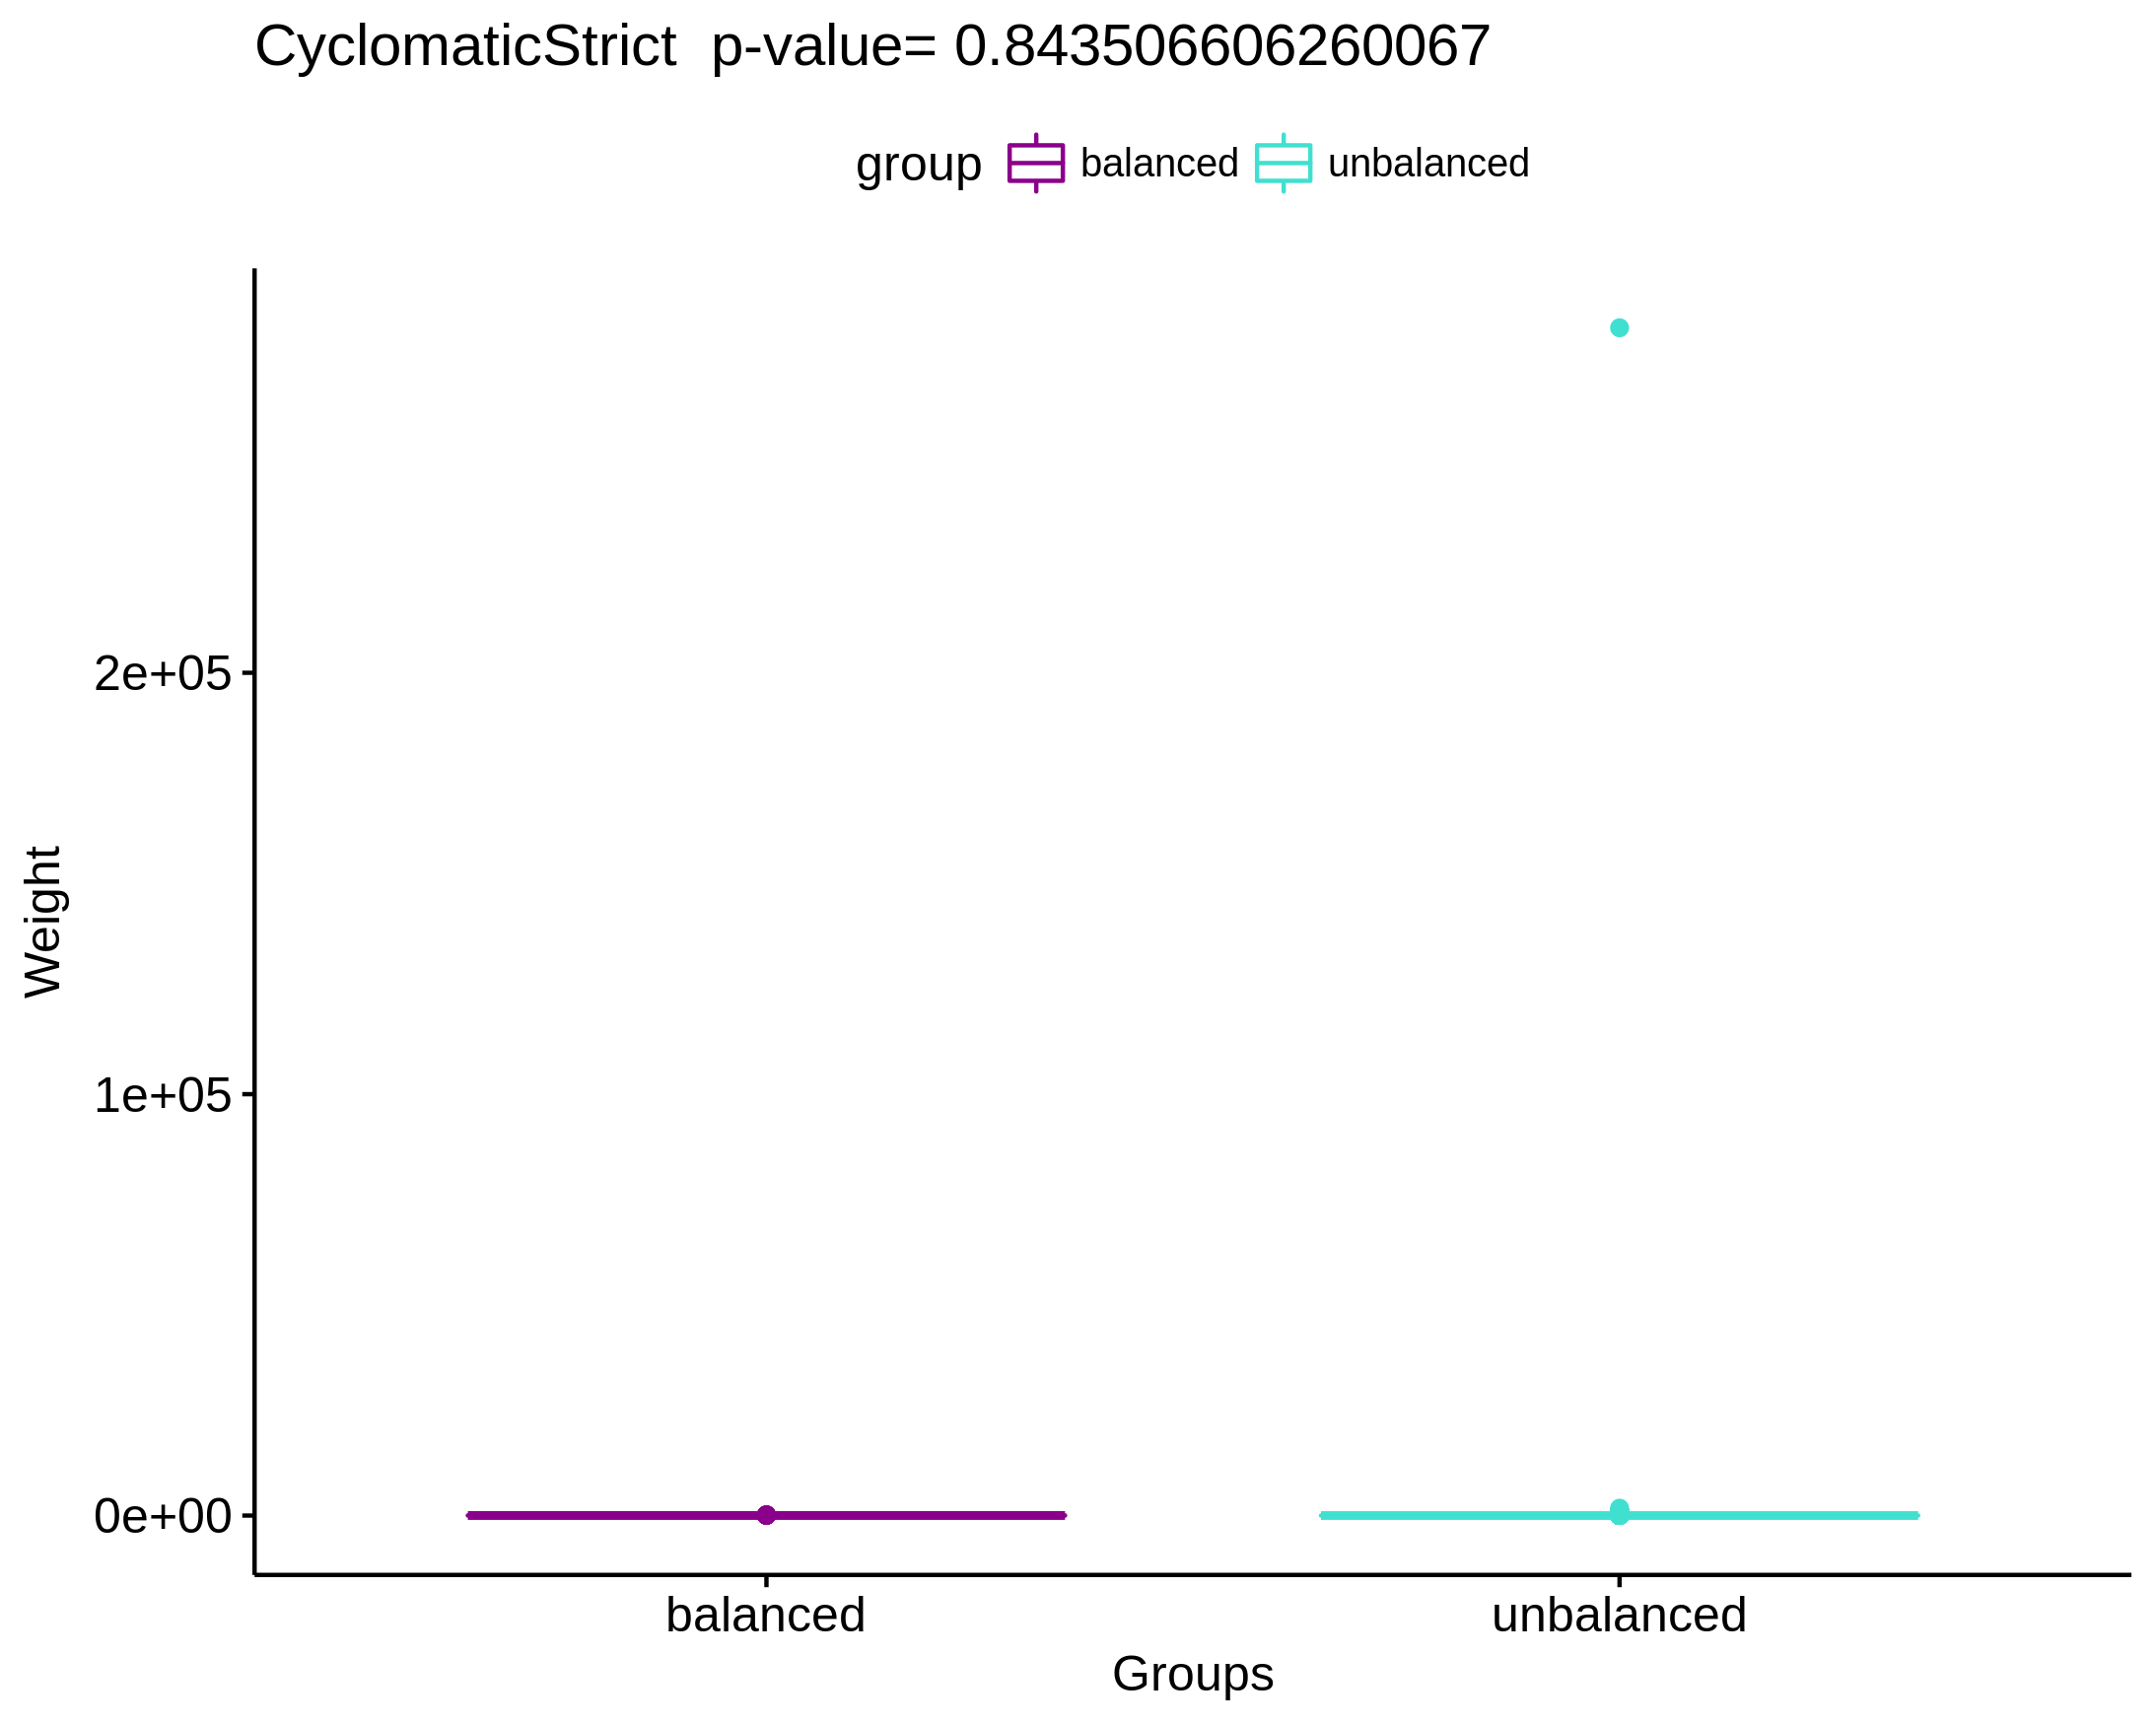 CyclomaticStrict  p-value= 0.843506606260067
group balanced unbalanced
Weight
2e+05
1e+05
0e+00
balanced unbalanced
Groups